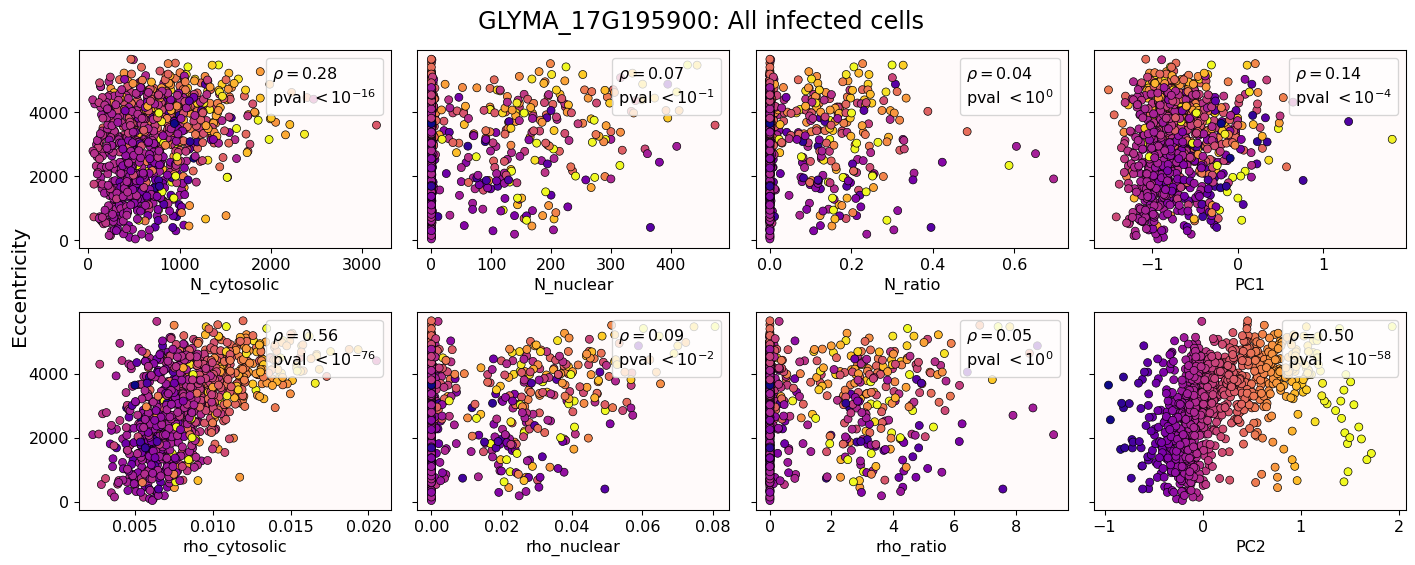 GLYMA_17G195900: All infected cells
Eccentricity
4000
2000
0
ρ = 0.28
pval < 10⁻¹⁶
0 1000 2000 3000
N_cytosolic
ρ = 0.07
pval < 10⁻¹
0 100 200 300 400
N_nuclear
ρ = 0.04
pval < 10⁰
0.0 0.2 0.4 0.6
N_ratio
ρ = 0.14
pval < 10⁻⁴
−1 0 1
PC1
4000
2000
0
ρ = 0.56
pval < 10⁻⁷⁶
0.005 0.010 0.015 0.020
rho_cytosolic
ρ = 0.09
pval < 10⁻²
0.00 0.02 0.04 0.06 0.08
rho_nuclear
ρ = 0.05
pval < 10⁰
0 2 4 6 8
rho_ratio
ρ = 0.50
pval < 10⁻⁵⁸
−1 0 1 2
PC2